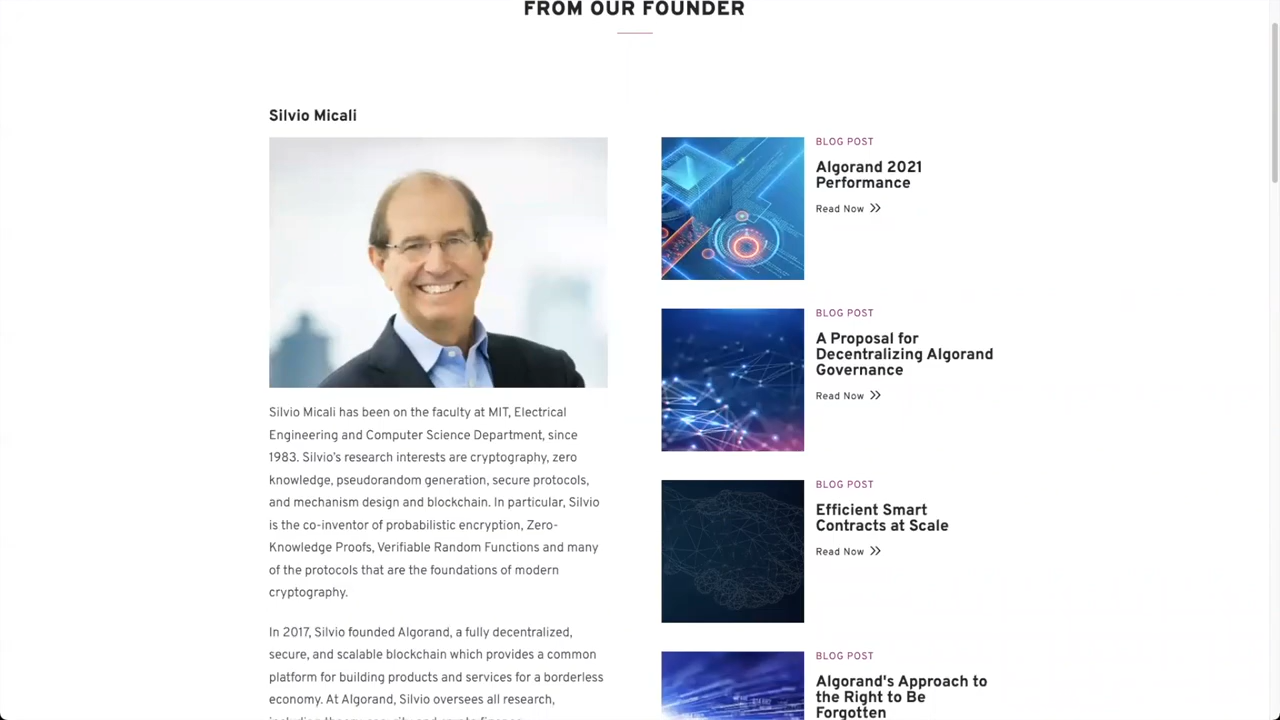 FROM OUR FOUNDER
Silvio Micali
Silvio Micali has been on the faculty at MIT, Electrical
Engineering and Computer Science Department, since
1983. Silvio's research interests are cryptography, zero
knowledge, pseudorandom generation, secure protocols,
and mechanism design and blockchain. In particular, Silvio
is the co-inventor of probabilistic encryption, Zero-
Knowledge Proofs, Verifiable Random Functions and many
of the protocols that are the foundations of modern
cryptography.
In 2017, Silvio founded Algorand, a fully decentralized,
secure, and scalable blockchain which provides a common
platform for building products and services for a borderless
economy. At Algorand, Silvio oversees all research,
BLOG POST
Algorand 2021
Performance
Read Now
BLOG POST
A Proposal for
Decentralizing Algorand
Governance
Read Now
BLOG POST
Efficient Smart
Contracts at Scale
Read Now
BLOG POST
Algorand's Approach to
the Right to Be
Forgotten